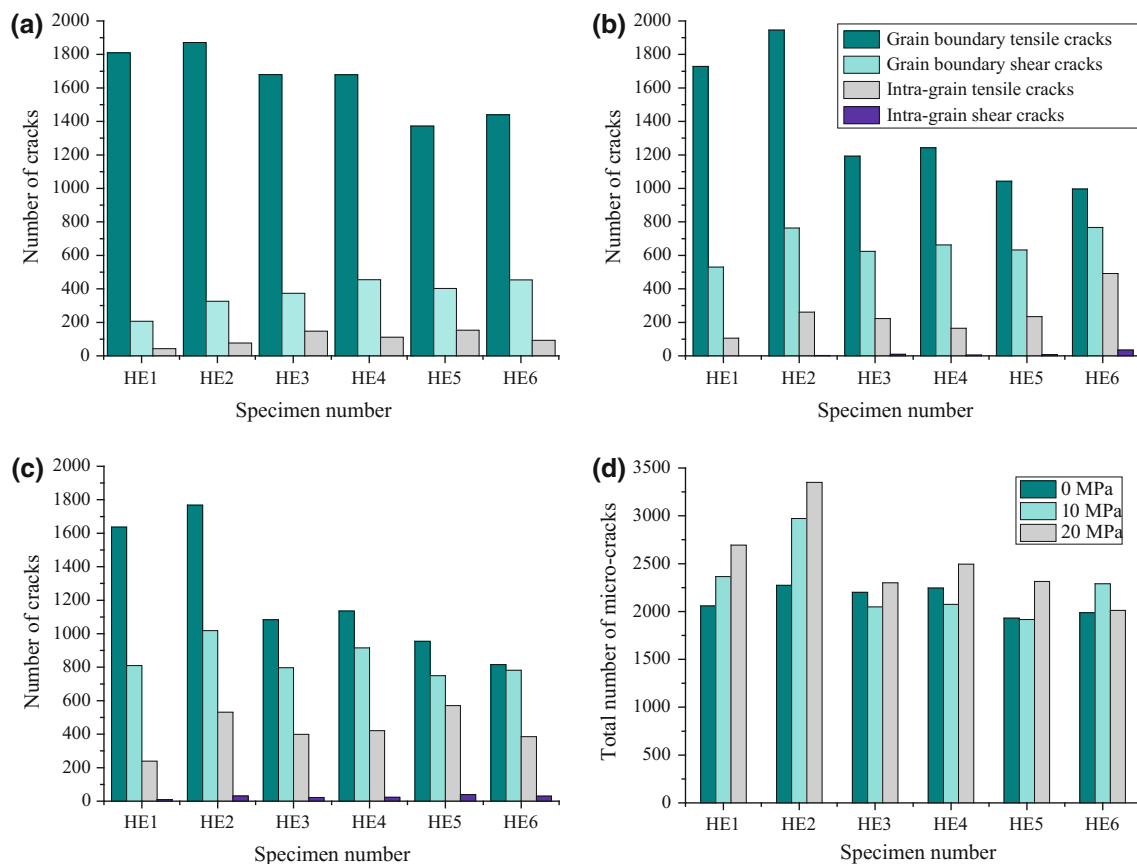 (a)
2000
1800
1600
1400
1200
1000
800
600
400
200
0
Number of cracks
HE1 HE2 HE3 HE4 HE5 HE6
Specimen number
(b)
2000
1800
1600
1400
1200
1000
800
600
400
200
0
Number of cracks
Grain boundary tensile cracks
Grain boundary shear cracks
Intra-grain tensile cracks
Intra-grain shear cracks
HE1 HE2 HE3 HE4 HE5 HE6
Specimen number
(c)
2000
1800
1600
1400
1200
1000
800
600
400
200
0
Number of cracks
HE1 HE2 HE3 HE4 HE5 HE6
Specimen number
(d)
3500
3000
2500
2000
1500
1000
500
0
Total number of micro-cracks
0 MPa
10 MPa
20 MPa
HE1 HE2 HE3 HE4 HE5 HE6
Specimen number